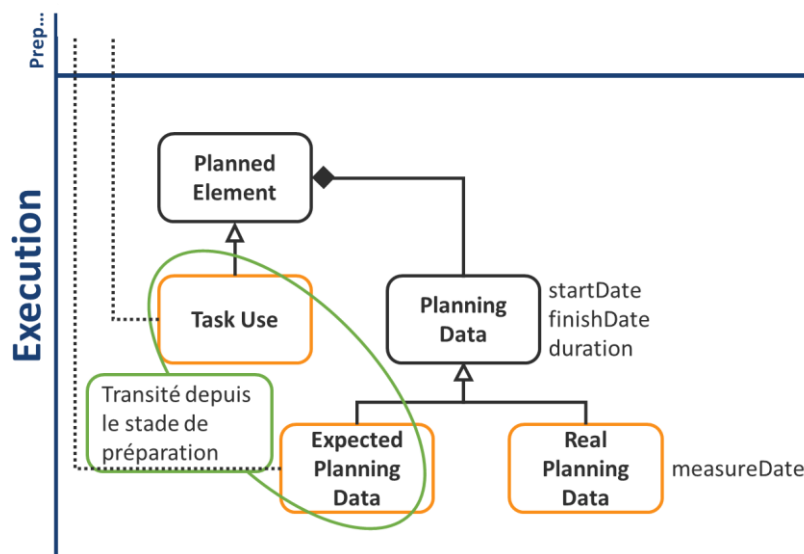 Prep...
Execution
Planned
Element
Task Use
Planning
Data
startDate
finishDate
duration
Transité depuis
le stade de
préparation
Expected
Planning
Data
Real
Planning
Data
measureDate